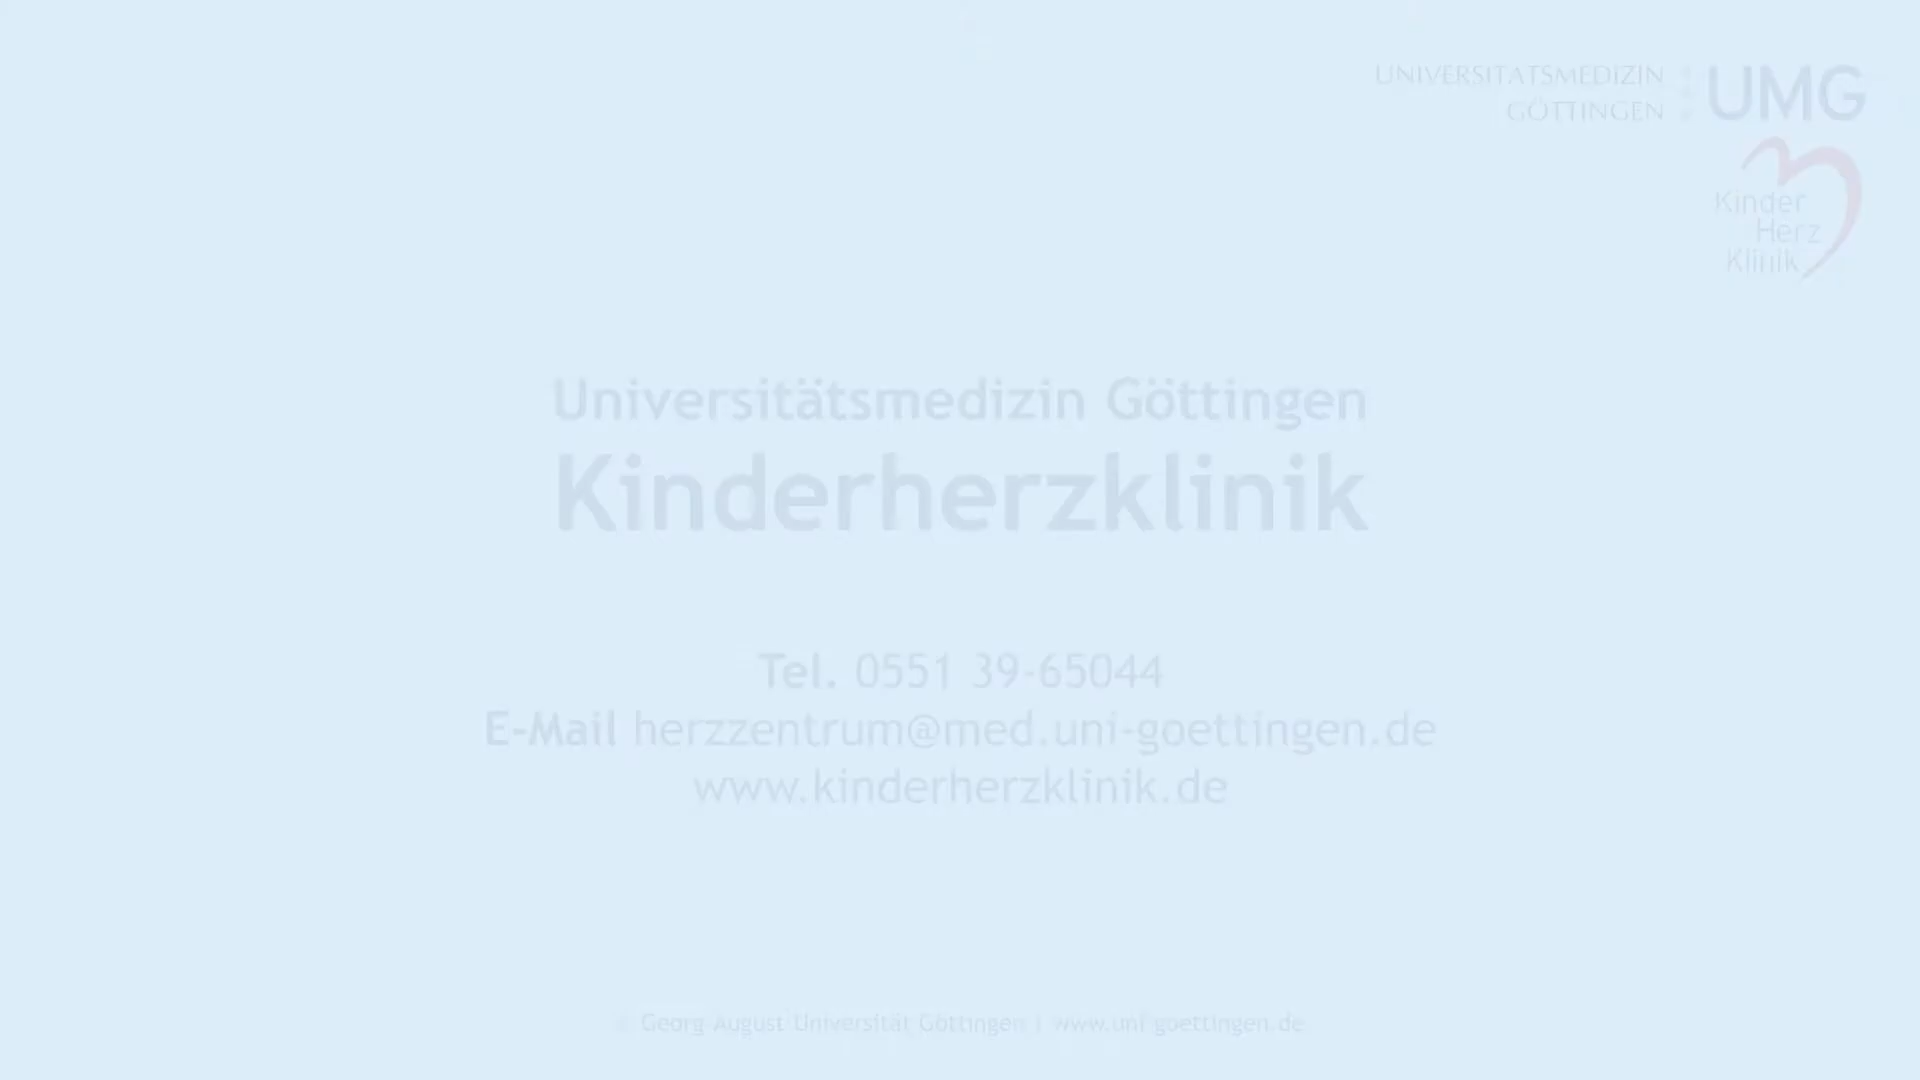 UNIVERSITÄTSMEDIZIN
GÖTTINGEN
UMG
Kinder
Herz
Klinik
Universitätsmedizin Göttingen
Kinderherzklinik
Tel. 0551 39-65044
E-Mail herzzentrum@med.uni-goettingen.de
www.kinderherzklinik.de
© Georg-August Universität Göttingen | www.uni-goettingen.de